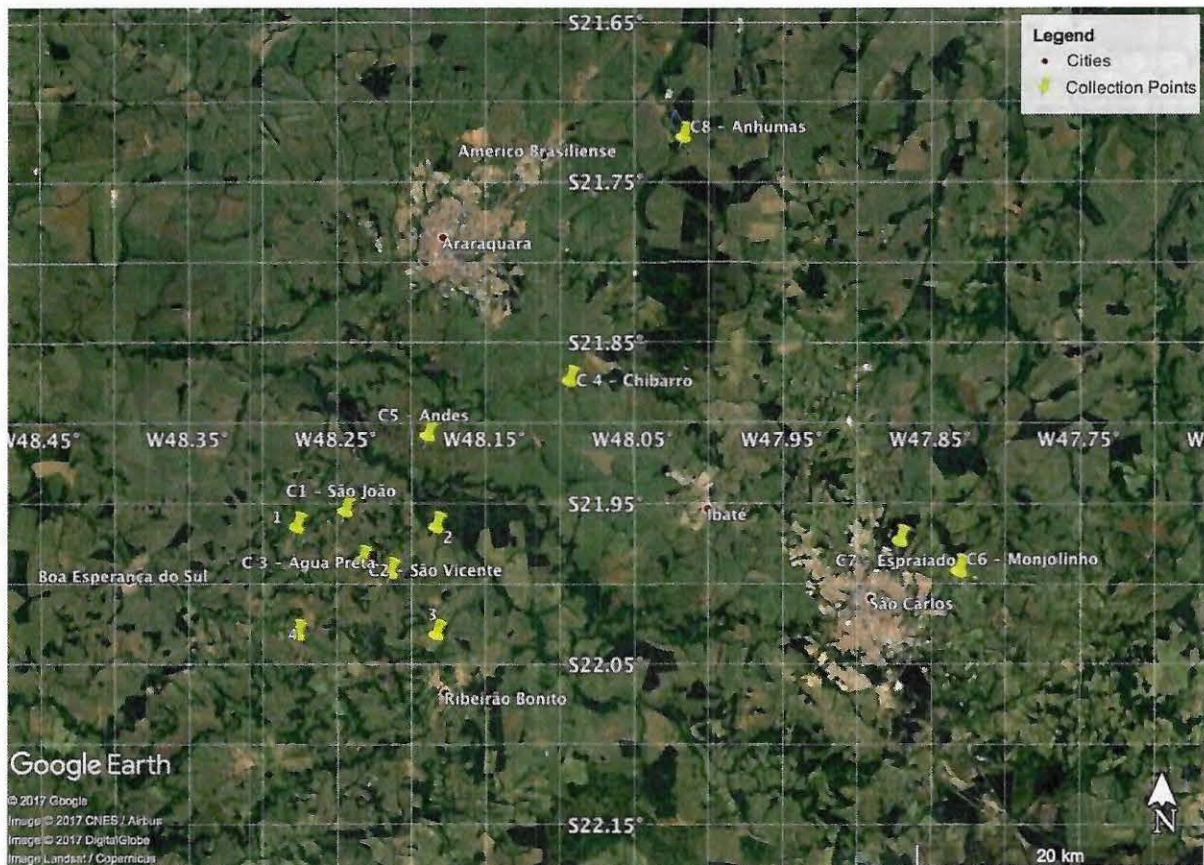 S21.65°
Legend
Cities
Collection Points
C8 - Anhumas
Américo Brasiliense
S21.75°
Araraquara
S21.85°
C 4 - Chibarro
C5 - Andes
W48.45° W48.35° W48.25° W48.15° W48.05° W47.95° W47.85° W47.75° W
C1 - São João
S21.95°
1
2
Ibaté
C 3 - Agua Preta
C2 - São Vicente
C7 - Espraiado
C6 - Monjolinho
Boa Esperança do Sul
São Carlos
3
4
S22.05°
Ribeirão Bonito
Google Earth
© 2017 Google
Image © 2017 CNES / Airbus
Image © 2017 DigitalGlobe
Image Landsat / Copernicus
S22.15°
N
20 km